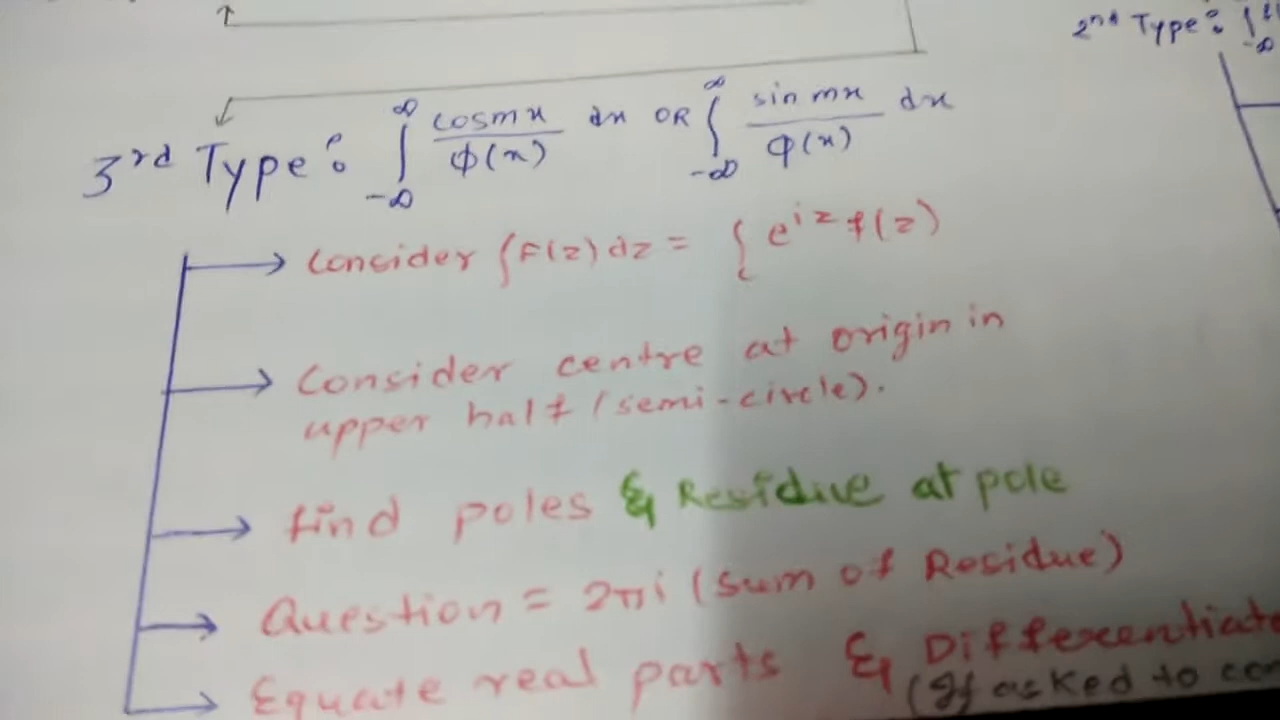 2nd Type :
3rd Type : ∫_{-∞}^{∞} cosmx / φ(x) dx OR ∫_{-∞}^{∞} sin mx / φ(x) dx
Consider ∫F(z)dz = ∫ e^{iz} f(z)
Consider centre at origin in
upper half (semi-circle).
find poles & Residue at pole
Question = 2πi (sum of Residue)
Equate real parts & Differentiate
(If asked to